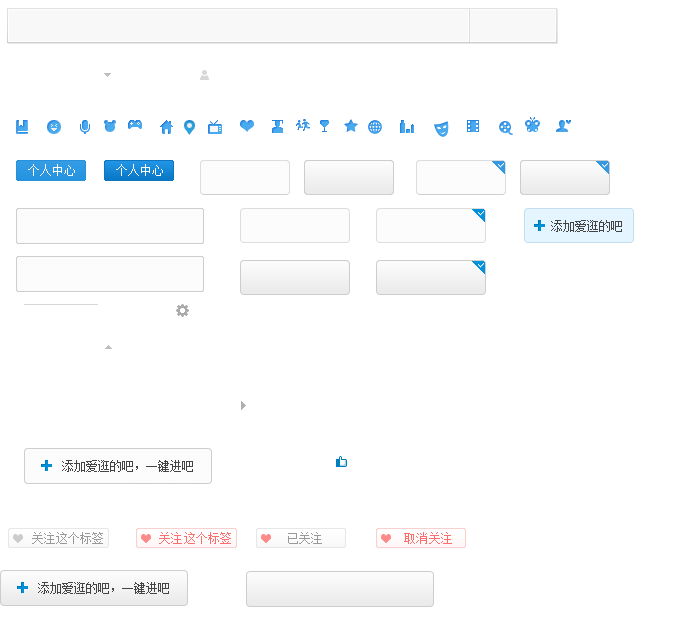 个人中心
个人中心
添加爱逛的吧
添加爱逛的吧，一键进吧
关注这个标签
关注这个标签
已关注
取消关注
添加爱逛的吧，一键进吧